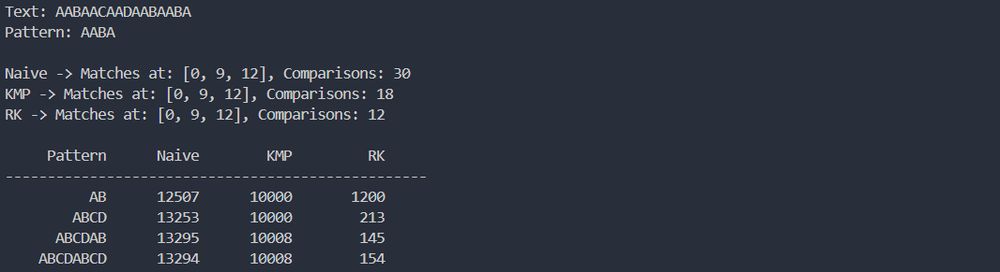 Text: AABAACAADAABAABA
Pattern: AABA
Naive -> Matches at: [0, 9, 12], Comparisons: 30
KMP -> Matches at: [0, 9, 12], Comparisons: 18
RK -> Matches at: [0, 9, 12], Comparisons: 12
Pattern Naive KMP RK
--------------------------------------------------
AB 12507 10000 1200
ABCD 13253 10000 213
ABCDAB 13295 10008 145
ABCDABCD 13294 10008 154